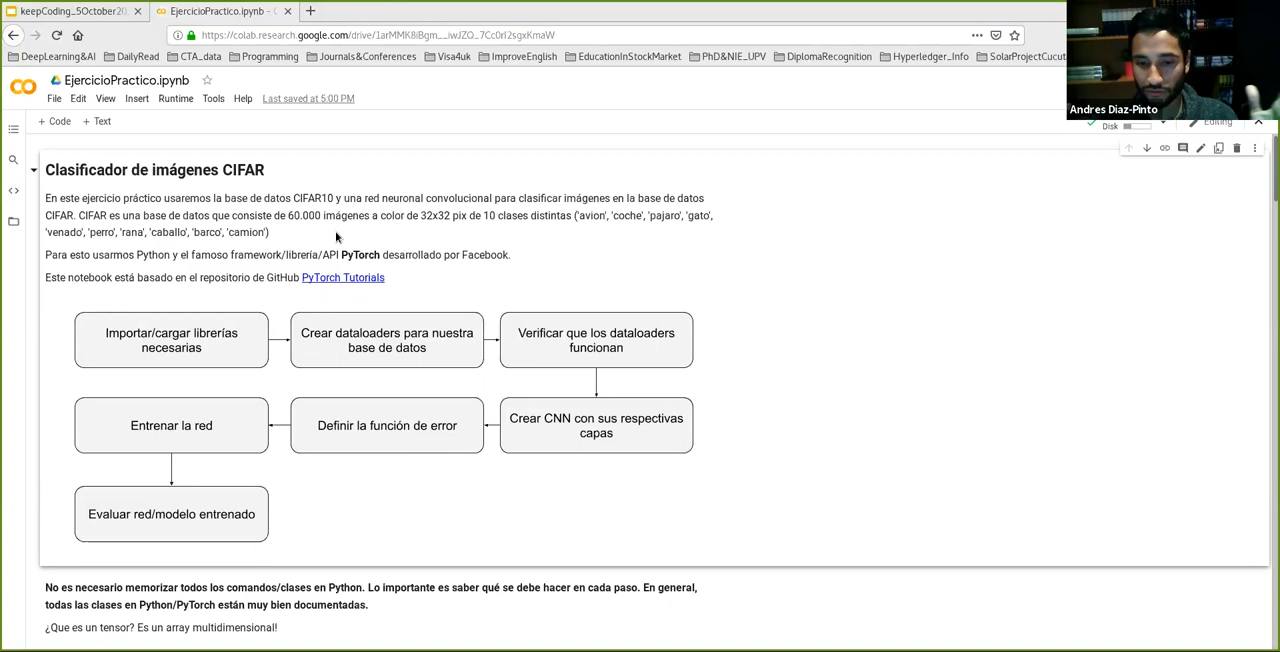 keepCoding_5October20
EjercicioPractico.ipynb - C
https://colab.research.google.com/drive/1arMMK8iBgm__iwJZO_7Cc0rI2sgxKmaW
DeepLearning&AI
DailyRead
CTA_data
Programming
Journals&Conferences
Visa4uk
ImproveEnglish
EducationInStockMarket
PhD&NIE_UPV
DiplomaRecognition
Hyperledger_Info
SolarProjectCucut
Andres Diaz-Pinto
EjercicioPractico.ipynb
File Edit View Insert Runtime Tools Help Last saved at 5:00 PM
+ Code + Text
Disk
Editing
Clasificador de imágenes CIFAR
En este ejercicio práctico usaremos la base de datos CIFAR10 y una red neuronal convolucional para clasificar imágenes en la base de datos
CIFAR. CIFAR es una base de datos que consiste de 60.000 imágenes a color de 32x32 pix de 10 clases distintas ('avion', 'coche', 'pajaro', 'gato',
'venado', 'perro', 'rana', 'caballo', 'barco', 'camion')
Para esto usarmos Python y el famoso framework/librería/API PyTorch desarrollado por Facebook.
Este notebook está basado en el repositorio de GitHub PyTorch Tutorials
Importar/cargar librerías
necesarias
Crear dataloaders para nuestra
base de datos
Verificar que los dataloaders
funcionan
Entrenar la red
Definir la función de error
Crear CNN con sus respectivas
capas
Evaluar red/modelo entrenado
No es necesario memorizar todos los comandos/clases en Python. Lo importante es saber qué se debe hacer en cada paso. En general,
todas las clases en Python/PyTorch están muy bien documentadas.
¿Que es un tensor? Es un array multidimensional!